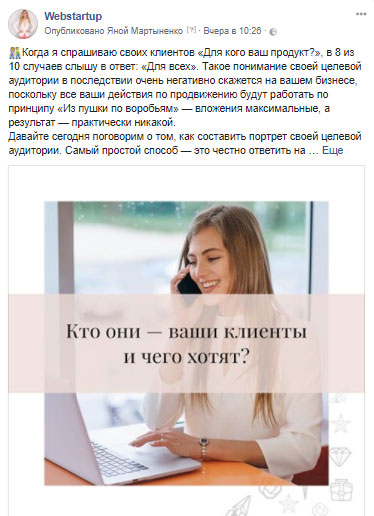 Webstartup
Опубликовано Яной Мартыненко [?] · Вчера в 10:26 ·
Когда я спрашиваю своих клиентов «Для кого ваш продукт?», в 8 из
10 случаев слышу в ответ: «Для всех». Такое понимание своей целевой
аудитории в последствии очень негативно скажется на вашем бизнесе,
поскольку все ваши действия по продвижению будут работать по
принципу «Из пушки по воробьям» — вложения максимальные, а
результат — практически никакой.
Давайте сегодня поговорим о том, как составить портрет своей целевой
аудитории. Самый простой способ — это честно ответить на … Еще
Кто они — ваши клиенты
и чего хотят?